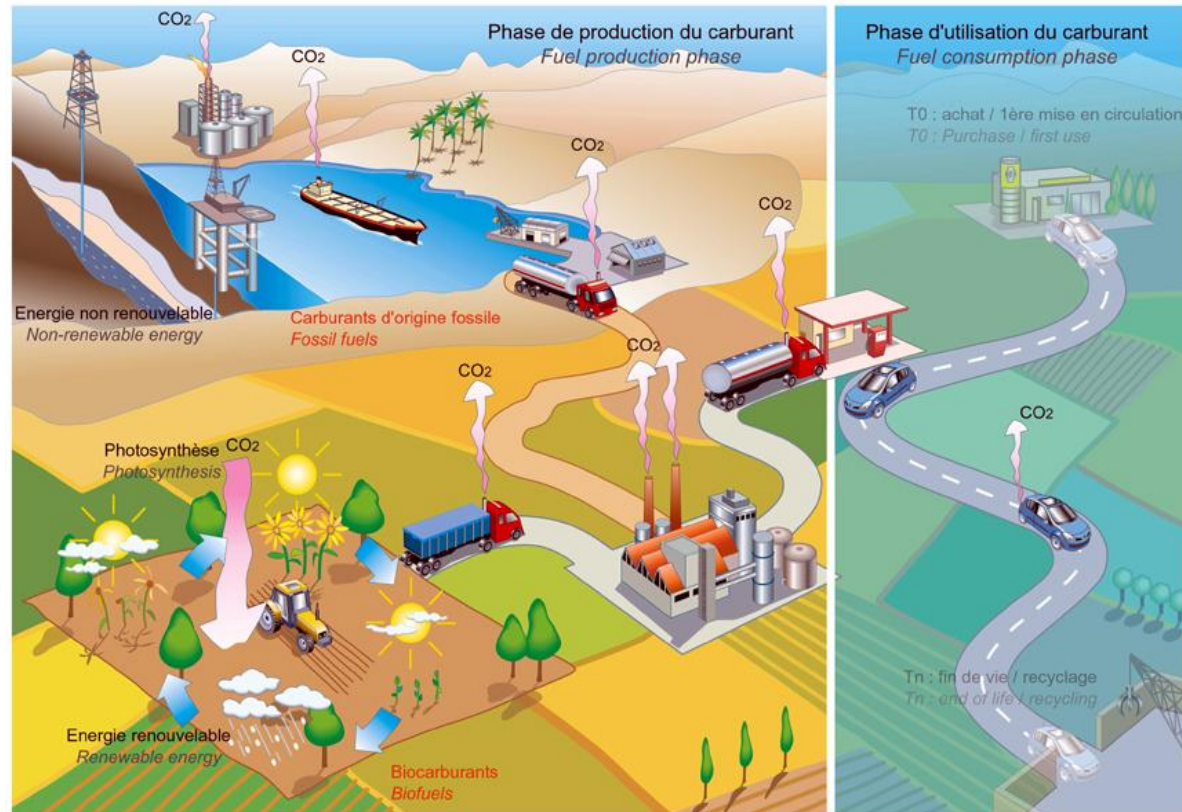 CO2
CO2
Phase de production du carburant
Fuel production phase
Phase d'utilisation du carburant
Fuel consumption phase
T0 : achat / 1ère mise en circulation
T0 : Purchase / first use
CO2
CO2
Energie non renouvelable
Non-renewable energy
Carburants d'origine fossile
Fossil fuels
CO2
CO2
CO2
Photosynthèse
Photosynthesis
CO2
Tn : fin de vie / recyclage
Tn : end of life / recycling
Energie renouvelable
Renewable energy
Biocarburants
Biofuels